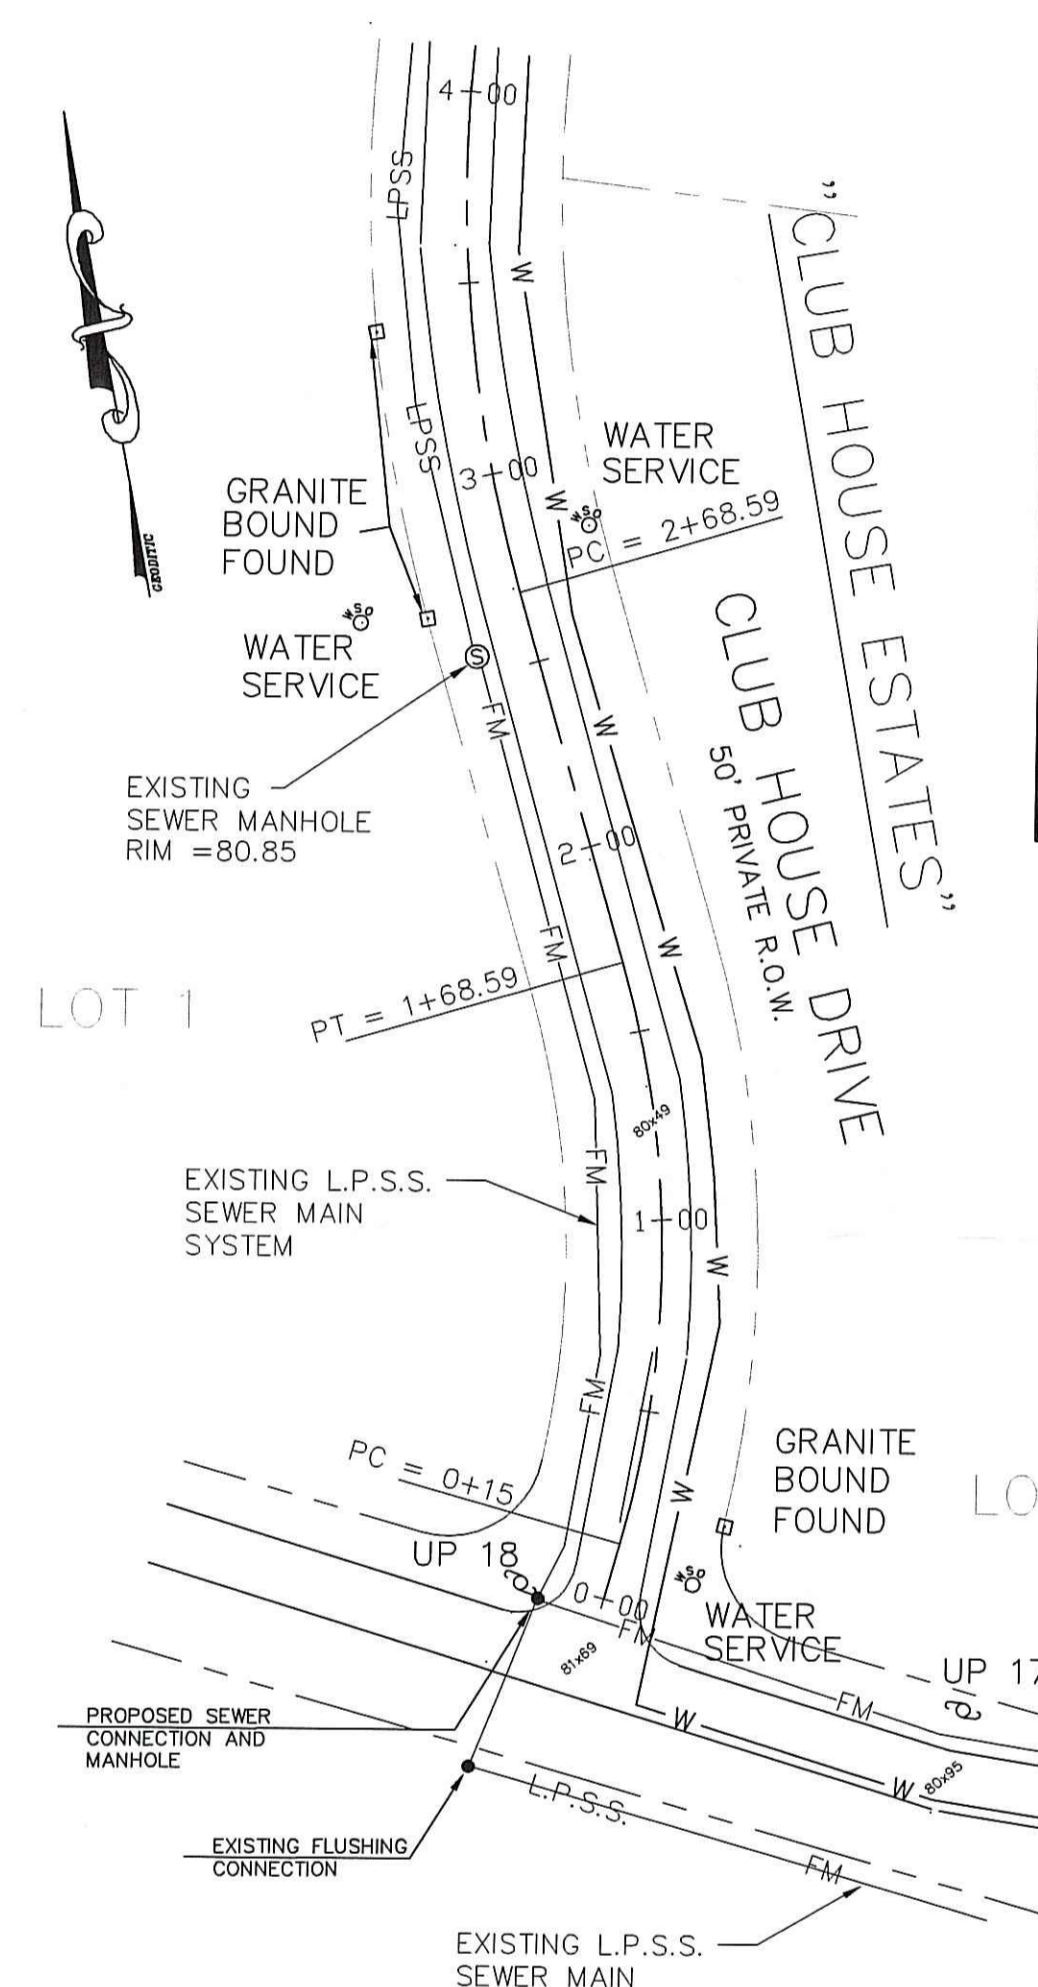 4+00
LPSS
"CLUB HOUSE ESTATES"
W
LPSS
WATER
SERVICE
3+00
GRANITE
BOUND
FOUND
W
WSO
PC = 2+68.59
GEODITIC
WSO
WATER
SERVICE
S
CLUB HOUSE DRIVE
50' PRIVATE R.O.W.
FM
W
EXISTING
SEWER MANHOLE
RIM =80.85
2+00
FM
W
PT = 1+68.59
LOT 1
80x49
EXISTING L.P.S.S.
SEWER MAIN
SYSTEM
FM
1+00
W
FM
GRANITE
BOUND
FOUND
PC = 0+15
W
LO
UP 18
WSO
0+00
WATER
SERVICE
FM
81x69
UP 17
FM
PROPOSED SEWER
CONNECTION AND
MANHOLE
W
L.P.S.S.
W
80x95
EXISTING FLUSHING
CONNECTION
FM
EXISTING L.P.S.S.
SEWER MAIN